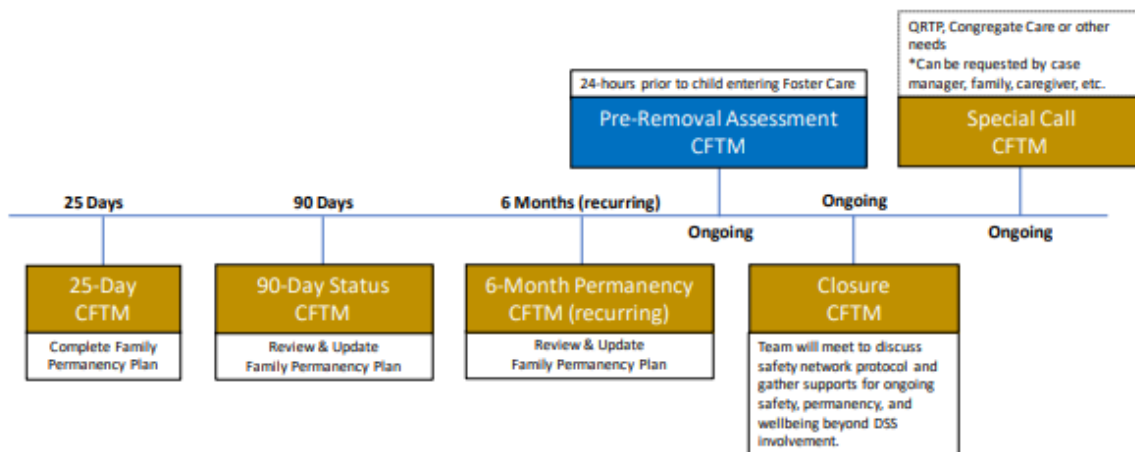 QRTP, Congregate Care or other
needs
*Can be requested by case
manager, family, caregiver, etc.
Special Call
CFTM
24-hours prior to child entering Foster Care
Pre-Removal Assessment
CFTM
25 Days
90 Days
6 Months (recurring)
Ongoing
Ongoing
Ongoing
25-Day
CFTM
Complete Family
Permanency Plan
90-Day Status
CFTM
Review & Update
Family Permanency Plan
6-Month Permanency
CFTM (recurring)
Review & Update
Family Permanency Plan
Closure
CFTM
Team will meet to discuss
safety network protocol and
gather supports for ongoing
safety, permanency, and
wellbeing beyond DSS
involvement.